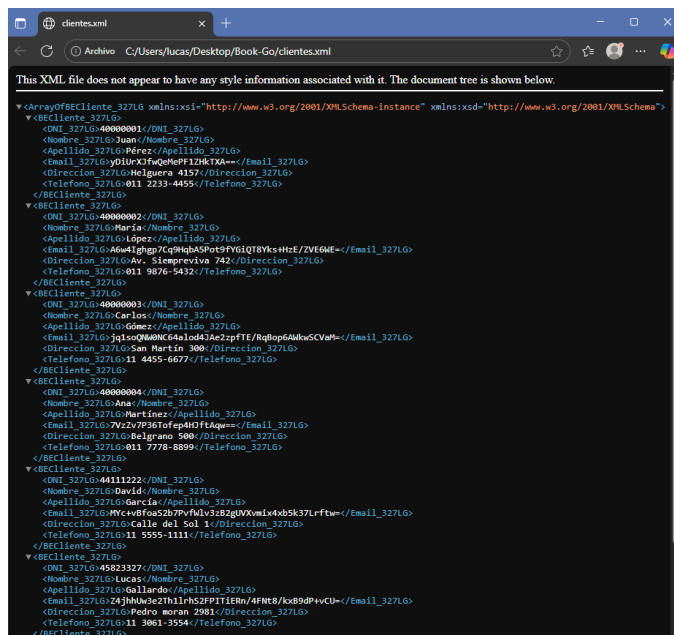 clientes.xml
Archivo C:/Users/lucas/Desktop/Book-Go/clientes.xml
This XML file does not appear to have any style information associated with it. The document tree is shown below.
▼<ArrayOfBECliente_327LG xmlns:xsi="http://www.w3.org/2001/XMLSchema-instance" xmlns:xsd="http://www.w3.org/2001/XMLSchema">
▼<BECliente_327LG>
<DNI_327LG>40000001</DNI_327LG>
<Nombre_327LG>Juan</Nombre_327LG>
<Apellido_327LG>Pérez</Apellido_327LG>
<Email_327LG>yDiUrXJfwQeMePF1ZHkTXA==</Email_327LG>
<Direccion_327LG>Helguera 4157</Direccion_327LG>
<Telefono_327LG>011 2233-4455</Telefono_327LG>
</BECliente_327LG>
▼<BECliente_327LG>
<DNI_327LG>40000002</DNI_327LG>
<Nombre_327LG>María</Nombre_327LG>
<Apellido_327LG>López</Apellido_327LG>
<Email_327LG>A6w4Ighgp7Cq9HqbA5Pot9fYGiQT8Yks+HzE/ZVE6WE=</Email_327LG>
<Direccion_327LG>Av. Siempreviva 742</Direccion_327LG>
<Telefono_327LG>011 9876-5432</Telefono_327LG>
</BECliente_327LG>
▼<BECliente_327LG>
<DNI_327LG>40000003</DNI_327LG>
<Nombre_327LG>Carlos</Nombre_327LG>
<Apellido_327LG>Gómez</Apellido_327LG>
<Email_327LG>jq1soQNW0NC64alod4JAe2zpfTE/RqBop6AWkwSCVaM=</Email_327LG>
<Direccion_327LG>San Martín 300</Direccion_327LG>
<Telefono_327LG>11 4455-6677</Telefono_327LG>
</BECliente_327LG>
▼<BECliente_327LG>
<DNI_327LG>40000004</DNI_327LG>
<Nombre_327LG>Ana</Nombre_327LG>
<Apellido_327LG>Martínez</Apellido_327LG>
<Email_327LG>7VzZv7P36Tofep4HJftAqw==</Email_327LG>
<Direccion_327LG>Belgrano 500</Direccion_327LG>
<Telefono_327LG>011 7778-8899</Telefono_327LG>
</BECliente_327LG>
▼<BECliente_327LG>
<DNI_327LG>44111222</DNI_327LG>
<Nombre_327LG>David</Nombre_327LG>
<Apellido_327LG>García</Apellido_327LG>
<Email_327LG>MYc+vBfoaS2b7PvfWlv3zB2gUVXvmix4xb5k37Lrftw=</Email_327LG>
<Direccion_327LG>Calle del Sol 1</Direccion_327LG>
<Telefono_327LG>11 5555-1111</Telefono_327LG>
</BECliente_327LG>
▼<BECliente_327LG>
<DNI_327LG>45823327</DNI_327LG>
<Nombre_327LG>Lucas</Nombre_327LG>
<Apellido_327LG>Gallardo</Apellido_327LG>
<Email_327LG>Z4jhhUw3e2Th1lrhS2FPITiERn/4FNt8/kxB9dP+vCU=</Email_327LG>
<Direccion_327LG>Pedro moran 2981</Direccion_327LG>
<Telefono_327LG>11 3061-3554</Telefono_327LG>
</BECliente_327LG>